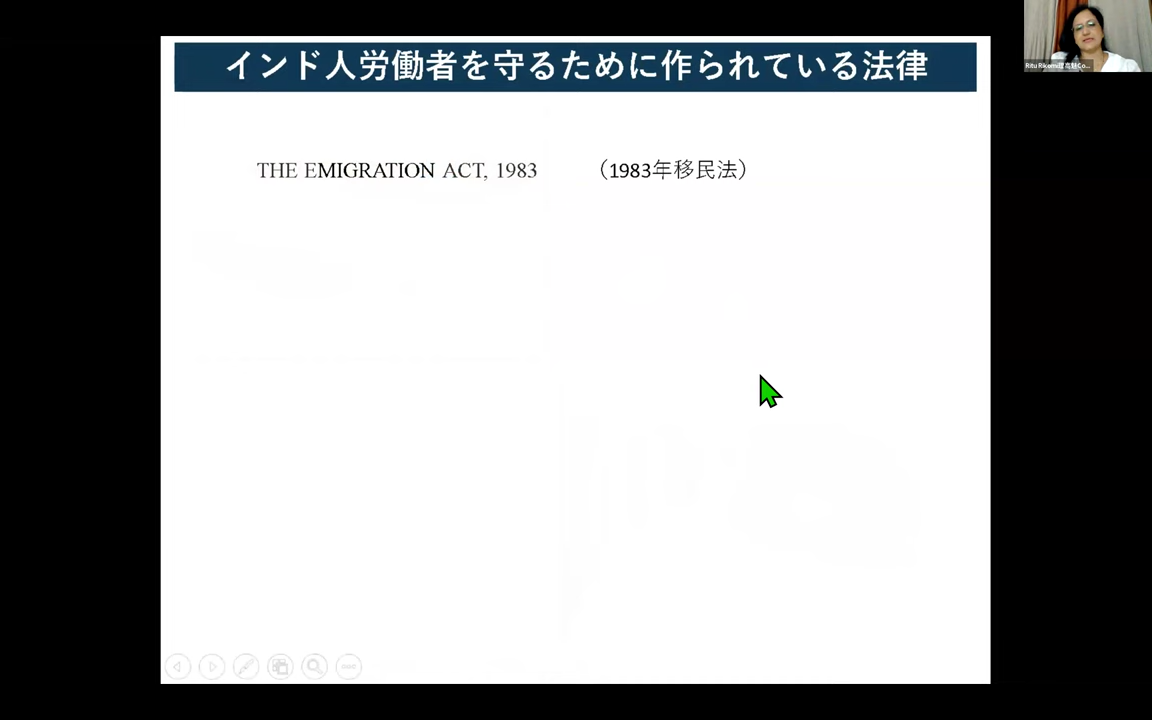 インド人労働者を守るために作られている法律
THE EMIGRATION ACT, 1983 （1983年移民法）